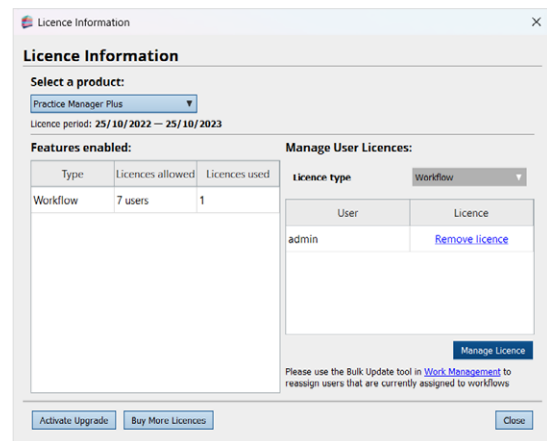 Licence Information
Licence Information
Select a product:
Practice Manager Plus
Licence period: 25/10/2022 — 25/10/2023
Features enabled:
Type Licences allowed Licences used
Workflow 7 users 1
Manage User Licences:
Licence type Workflow
User Licence
admin Remove licence
Manage Licence
Please use the Bulk Update tool in Work Management to
reassign users that are currently assigned to workflows
Activate Upgrade Buy More Licences Close